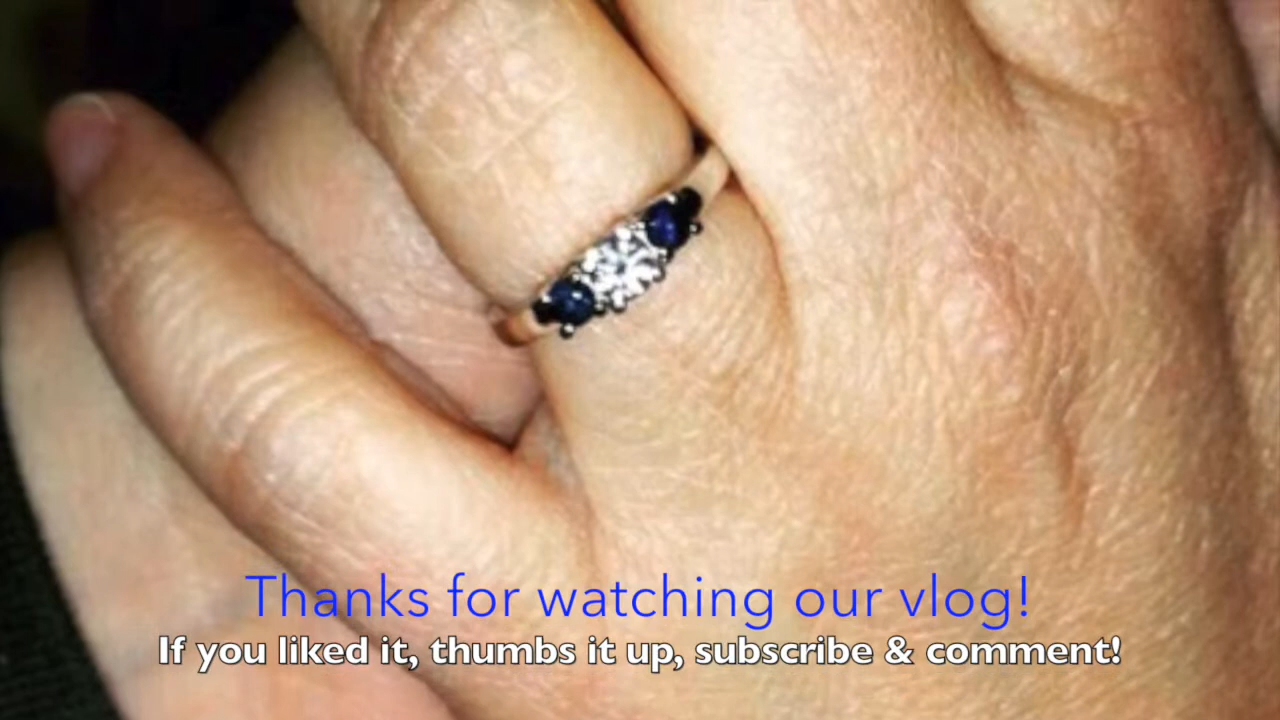 Thanks for watching our vlog!
If you liked it, thumbs it up, subscribe & comment!